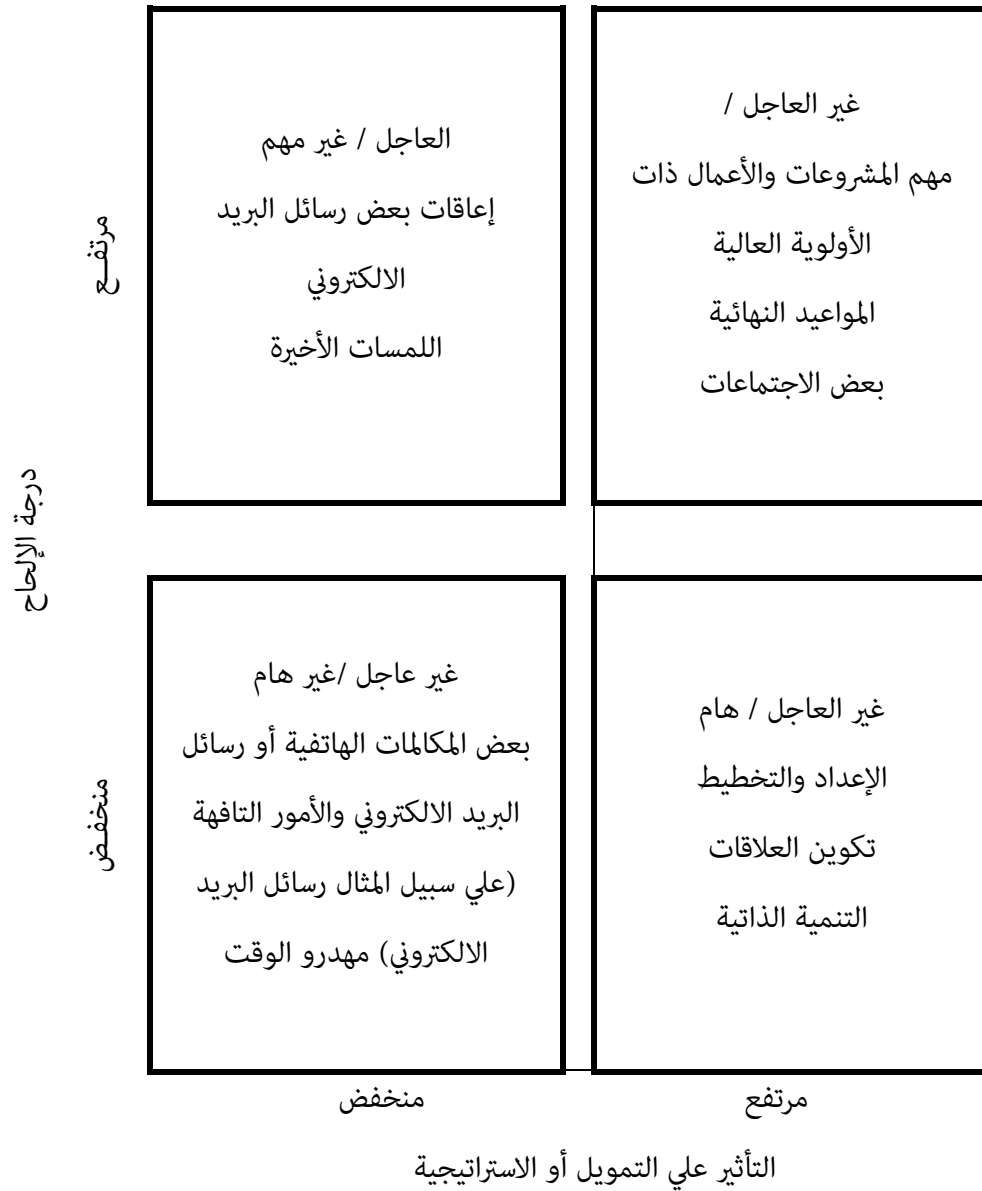 غير العاجل /
مهم المشروعات والأعمال ذات
الأولوية العالية
المواعيد النهائية
بعض الاجتماعات
العاجل / غير مهم
إعاقات بعض رسائل البريد
الالكتروني
اللمسات الأخيرة
مرتفـــع
درجة الإلحاح
غير العاجل / هام
الإعداد والتخطيط
تكوين العلاقات
التنمية الذاتية
غير عاجل /غير هام
بعض المكالمات الهاتفية أو رسائل
البريد الالكتروني والأمور التافهة
(علي سبيل المثال رسائل البريد
الالكتروني) مهدرو الوقت
منخفـض
مرتفع
منخفض
التأثير علي التمويل أو الاستراتيجية